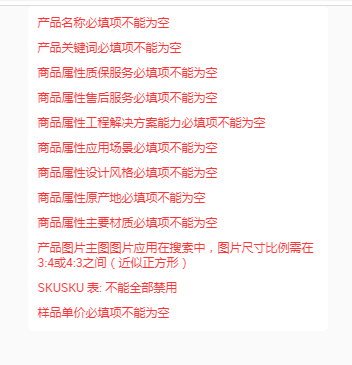 产品名称必填项不能为空
产品关键词必填项不能为空
商品属性质保服务必填项不能为空
商品属性售后服务必填项不能为空
商品属性工程解决方案能力必填项不能为空
商品属性应用场景必填项不能为空
商品属性设计风格必填项不能为空
商品属性原产地必填项不能为空
商品属性主要材质必填项不能为空
产品图片主图图片应用在搜索中，图片尺寸比例需在
3:4或4:3之间（近似正方形）
SKUSKU 表: 不能全部禁用
样品单价必填项不能为空